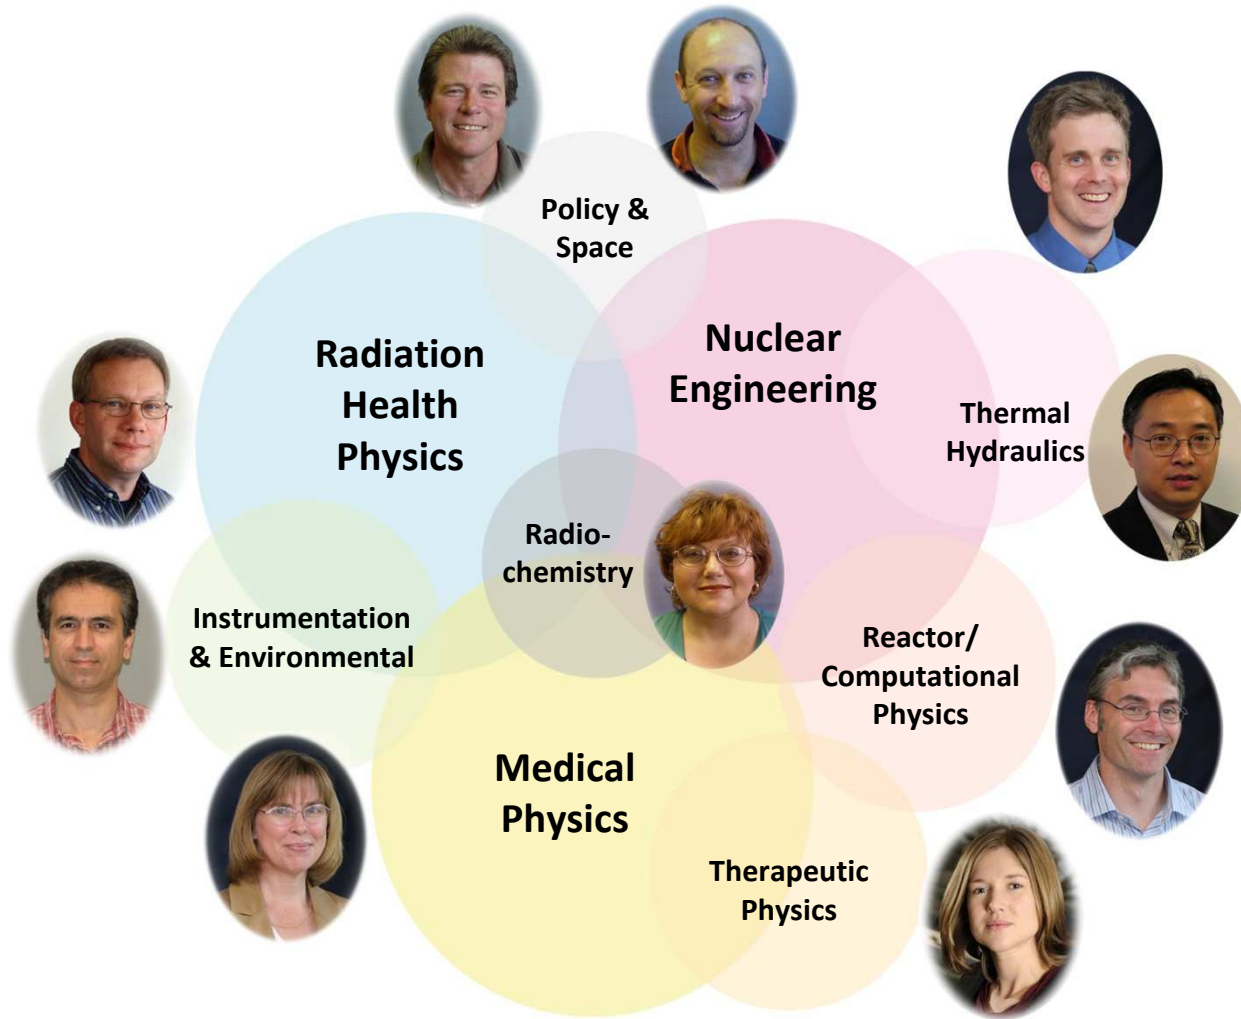 Policy &
Space
Radiation
Health
Physics
Nuclear
Engineering
Thermal
Hydraulics
Radio-
chemistry
Instrumentation
& Environmental
Reactor/
Computational
Physics
Medical
Physics
Therapeutic
Physics